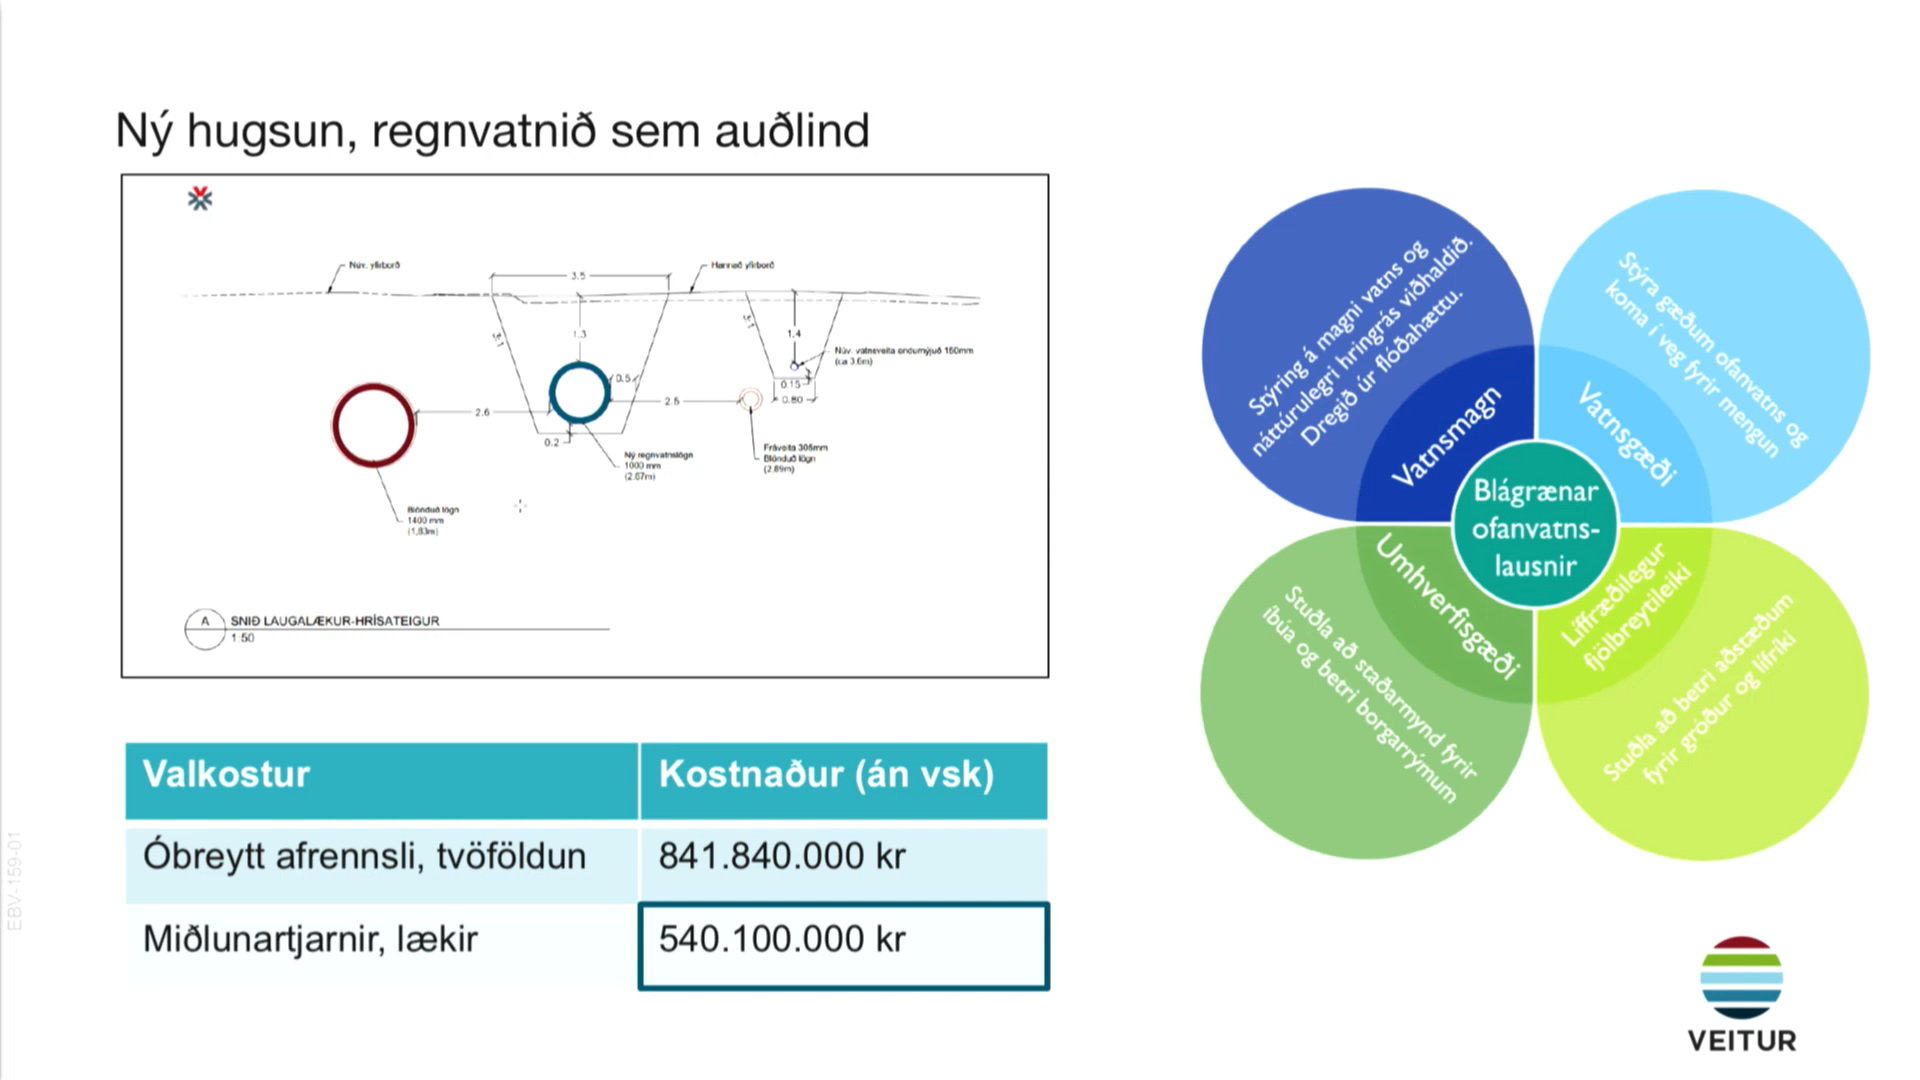 Ný hugsun, regnvatnið sem auðlind
Núv. yfirborð
Hannað yfirborð
3.5
5:1
1.3
5:1
1.4
Núv. vatnsveita endurnýjuð 160mm
(ca 3.6m)
0.5
0.15
0.80
2.6
2.5
0.2
Ný regnvatnslögn
1000 mm
(2.67m)
Fráveita 305mm
Blönduð lögn
(2.89m)
Blönduð lögn
1400 mm
(1,83m)
A
SNIÐ LAUGALÆKUR-HRÍSATEIGUR
1:50
Valkostur
Kostnaður (án vsk)
Óbreytt afrennsli, tvöföldun
841.840.000 kr
Miðlunartjarnir, lækir
540.100.000 kr
Stýring á magni vatns og
náttúrulegri hringrás viðhaldið.
Dregið úr flóðahættu.
Vatnsmagn
Stýra gæðum ofanvatns og
koma í veg fyrir mengun
Vatnsgæði
Blágrænar
ofanvatns-
lausnir
Umhverfisgæði
Stuðla að staðarmynd fyrir
íbúa og betri borgarrýmum
Líffræðilegur
fjölbreytileiki
Stuðla að betri aðstæðum
fyrir gróður og lífríki
VEITUR
EBV-159-01